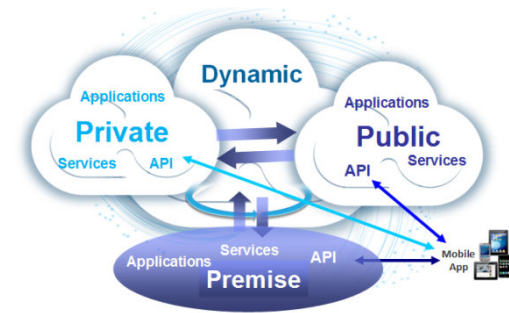 Dynamic
Applications
Private
Services API
Applications
Public
Services
API
Applications Services API
Premise
Mobile
App